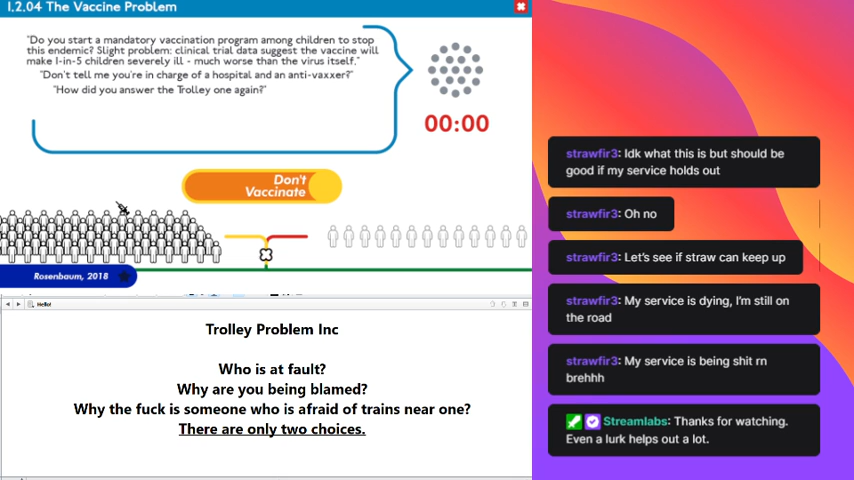 1.2.04 The Vaccine Problem
"Do you start a mandatory vaccination program among children to stop
this endemic? Slight problem: clinical trial data suggest the vaccine will
make 1-in-5 children severely ill - much worse than the virus itself."
"Don't tell me you're in charge of a hospital and an anti-vaxxer?"
"How did you answer the Trolley one again?"
00:00
Don't
Vaccinate
Rosenbaum, 2018
Hello!
Trolley Problem Inc
Who is at fault?
Why are you being blamed?
Why the fuck is someone who is afraid of trains near one?
There are only two choices.
strawfir3: Idk what this is but should be
good if my service holds out
strawfir3: Oh no
strawfir3: Let's see if straw can keep up
strawfir3: My service is dying, I'm still on
the road
strawfir3: My service is being shit rn
brehhh
Streamlabs: Thanks for watching.
Even a lurk helps out a lot.